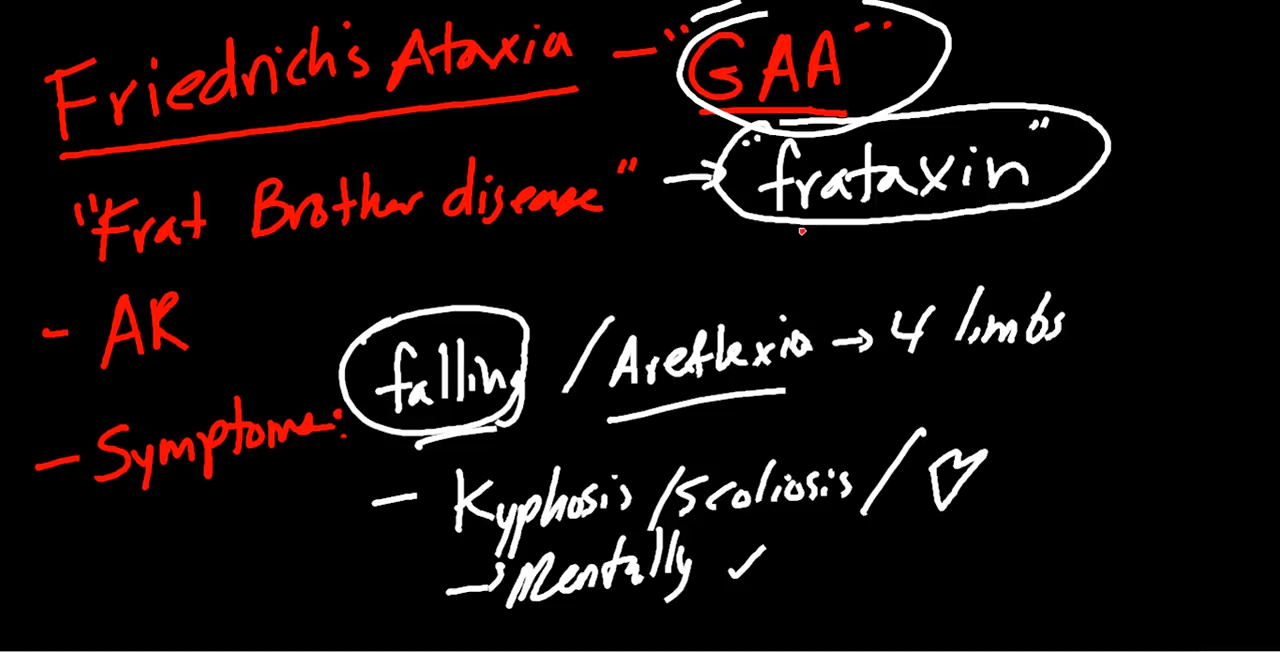 Friedrich's Ataxia - "GAA"
"Frat Brother disease" → "frataxin"
- AR
- Symptoms: falling / Areflexia → 4 limbs
- Kyphosis / Scoliosis / ♡
→ Mentally ✓